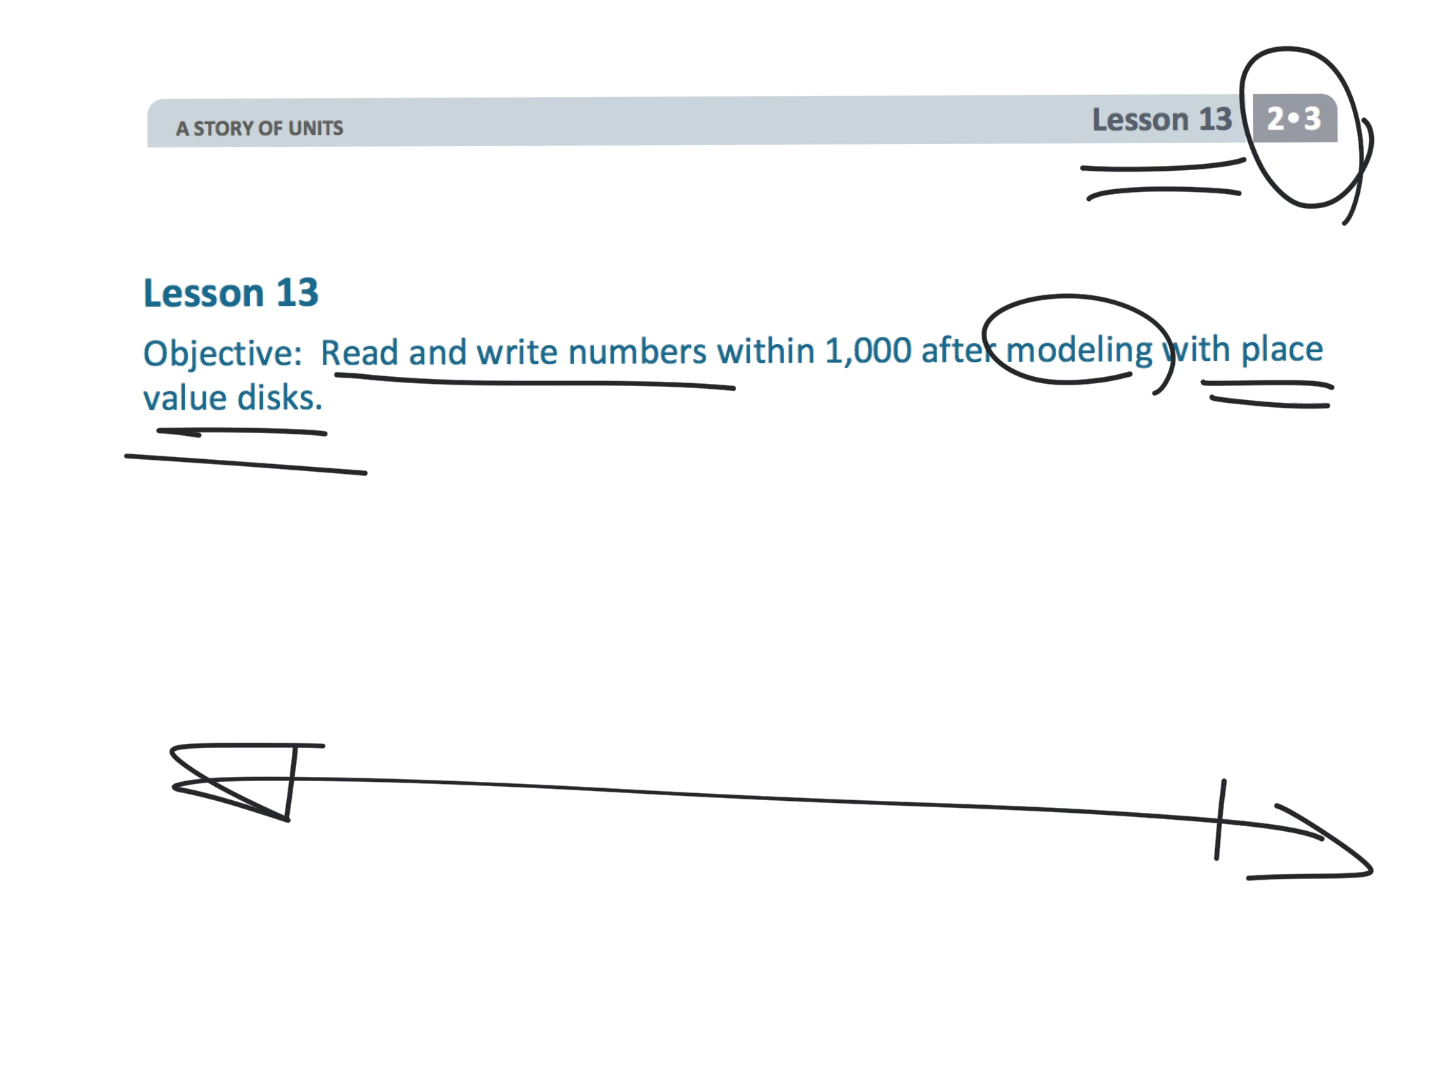 A STORY OF UNITS
Lesson 13 2•3
Lesson 13
Objective: Read and write numbers within 1,000 after modeling with place
value disks.